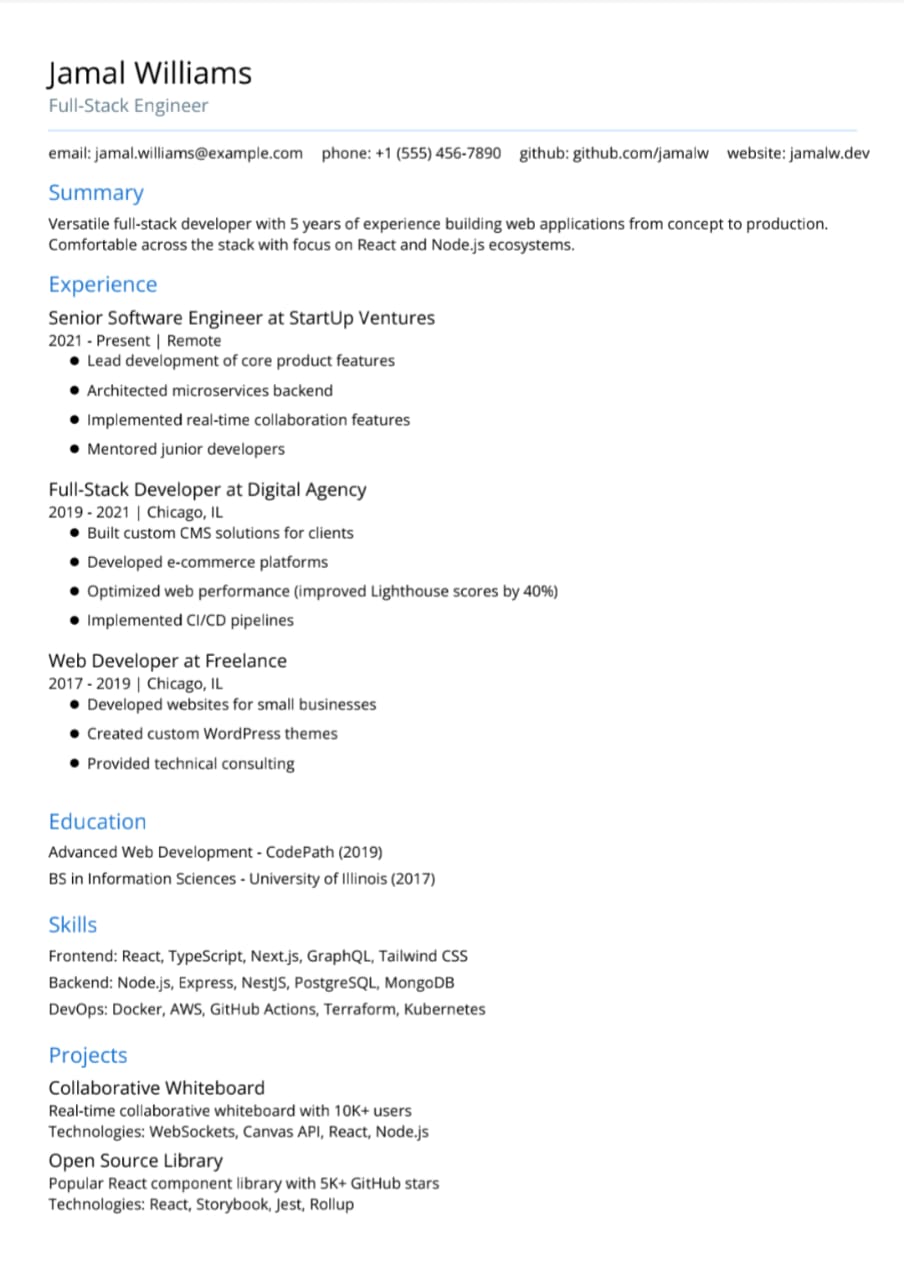 Jamal Williams
Full-Stack Engineer
email: jamal.williams@example.com phone: +1 (555) 456-7890 github: github.com/jamalw website: jamalw.dev
Summary
Versatile full-stack developer with 5 years of experience building web applications from concept to production.
Comfortable across the stack with focus on React and Node.js ecosystems.
Experience
Senior Software Engineer at StartUp Ventures
2021 - Present | Remote
● Lead development of core product features
● Architected microservices backend
● Implemented real-time collaboration features
● Mentored junior developers
Full-Stack Developer at Digital Agency
2019 - 2021 | Chicago, IL
● Built custom CMS solutions for clients
● Developed e-commerce platforms
● Optimized web performance (improved Lighthouse scores by 40%)
● Implemented CI/CD pipelines
Web Developer at Freelance
2017 - 2019 | Chicago, IL
● Developed websites for small businesses
● Created custom WordPress themes
● Provided technical consulting
Education
Advanced Web Development - CodePath (2019)
BS in Information Sciences - University of Illinois (2017)
Skills
Frontend: React, TypeScript, Next.js, GraphQL, Tailwind CSS
Backend: Node.js, Express, NestJS, PostgreSQL, MongoDB
DevOps: Docker, AWS, GitHub Actions, Terraform, Kubernetes
Projects
Collaborative Whiteboard
Real-time collaborative whiteboard with 10K+ users
Technologies: WebSockets, Canvas API, React, Node.js
Open Source Library
Popular React component library with 5K+ GitHub stars
Technologies: React, Storybook, Jest, Rollup